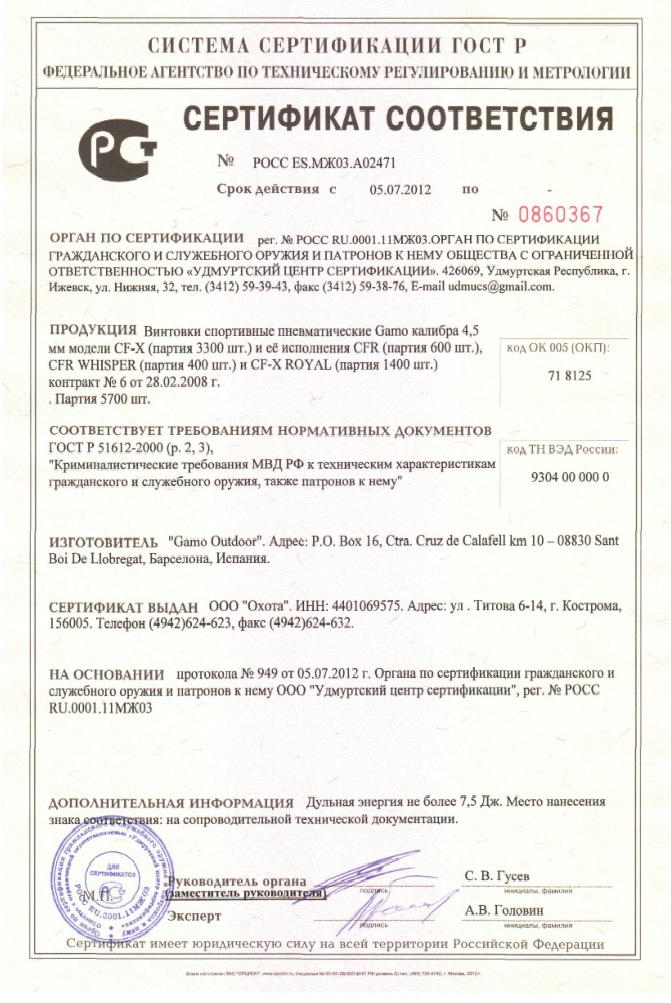 СИСТЕМА СЕРТИФИКАЦИИ ГОСТ Р
ФЕДЕРАЛЬНОЕ АГЕНТСТВО ПО ТЕХНИЧЕСКОМУ РЕГУЛИРОВАНИЮ И МЕТРОЛОГИИ
СЕРТИФИКАТ СООТВЕТСТВИЯ
№ РОСС ES.МЖ03.А02471
Срок действия с 05.07.2012 по -
№ 0860367
ОРГАН ПО СЕРТИФИКАЦИИ рег. № РОСС RU.0001.11МЖ03.ОРГАН ПО СЕРТИФИКАЦИИ
ГРАЖДАНСКОГО И СЛУЖЕБНОГО ОРУЖИЯ И ПАТРОНОВ К НЕМУ ОБЩЕСТВА С ОГРАНИЧЕННОЙ
ОТВЕТСТВЕННОСТЬЮ «УДМУРТСКИЙ ЦЕНТР СЕРТИФИКАЦИИ». 426069, Удмуртская Республика, г.
Ижевск, ул. Нижняя, 32, тел. (3412) 59-39-43, факс (3412) 59-38-76, E-mail udmucs@gmail.com.
ПРОДУКЦИЯ Винтовки спортивные пневматические Gamo калибра 4,5
мм модели CF-X (партия 3300 шт.) и её исполнения CFR (партия 600 шт.),
CFR WHISPER (партия 400 шт.) и CF-X ROYAL (партия 1400 шт.)
контракт № 6 от 28.02.2008 г.
. Партия 5700 шт.
код ОК 005 (ОКП):
71 8125
СООТВЕТСТВУЕТ ТРЕБОВАНИЯМ НОРМАТИВНЫХ ДОКУМЕНТОВ
ГОСТ Р 51612-2000 (р. 2, 3),
"Криминалистические требования МВД РФ к техническим характеристикам
гражданского и служебного оружия, также патронов к нему"
код ТН ВЭД России:
9304 00 000 0
ИЗГОТОВИТЕЛЬ "Gamo Outdoor". Адрес: P.O. Box 16, Ctra. Cruz de Calafell km 10 – 08830 Sant
Boi De Llobregat, Барселона, Испания.
СЕРТИФИКАТ ВЫДАН ООО "Охота". ИНН: 4401069575. Адрес: ул . Титова 6-14, г. Кострома,
156005. Телефон (4942)624-623, факс (4942)624-632.
НА ОСНОВАНИИ протокола № 949 от 05.07.2012 г. Органа по сертификации гражданского и
служебного оружия и патронов к нему ООО "Удмуртский центр сертификации", рег. № РОСС
RU.0001.11МЖ03
ДОПОЛНИТЕЛЬНАЯ ИНФОРМАЦИЯ Дульная энергия не более 7,5 Дж. Место нанесения
знака соответствия: на сопроводительной технической документации.
ДЛЯ
СЕРТИФИКАТОВ
РОСС RU.0001.11МЖ03
М.П.
Руководитель органа
(заместитель руководителя)
подпись
С. В. Гусев
инициалы, фамилия
Эксперт
подпись
А.В. Головин
инициалы, фамилия
Сертификат имеет юридическую силу на всей территории Российской Федерации